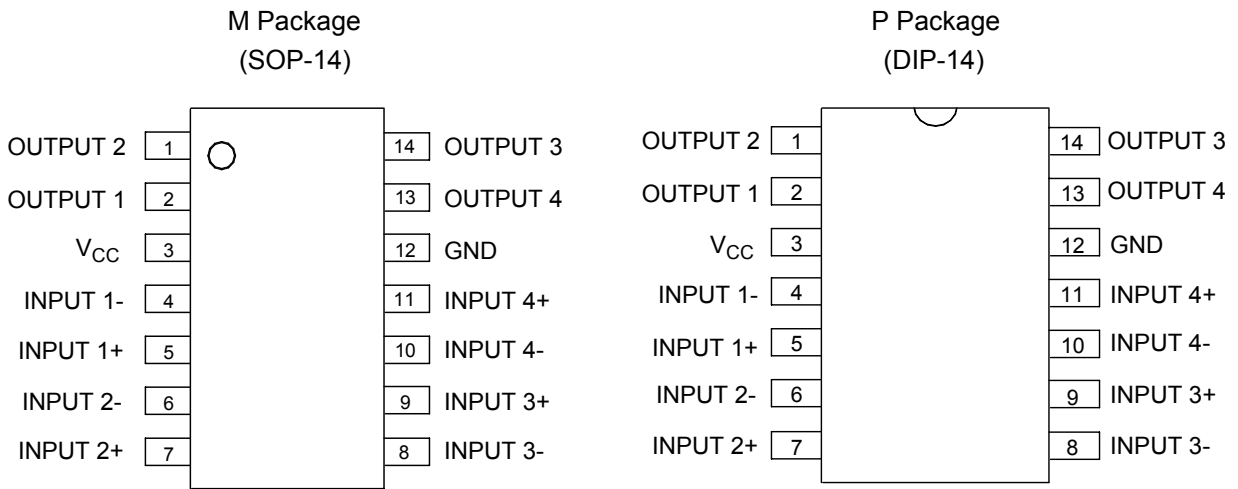 M Package
(SOP-14)
OUTPUT 2 1 14 OUTPUT 3
OUTPUT 1 2 13 OUTPUT 4
VCC 3 12 GND
INPUT 1- 4 11 INPUT 4+
INPUT 1+ 5 10 INPUT 4-
INPUT 2- 6 9 INPUT 3+
INPUT 2+ 7 8 INPUT 3-
P Package
(DIP-14)
OUTPUT 2 1 14 OUTPUT 3
OUTPUT 1 2 13 OUTPUT 4
VCC 3 12 GND
INPUT 1- 4 11 INPUT 4+
INPUT 1+ 5 10 INPUT 4-
INPUT 2- 6 9 INPUT 3+
INPUT 2+ 7 8 INPUT 3-